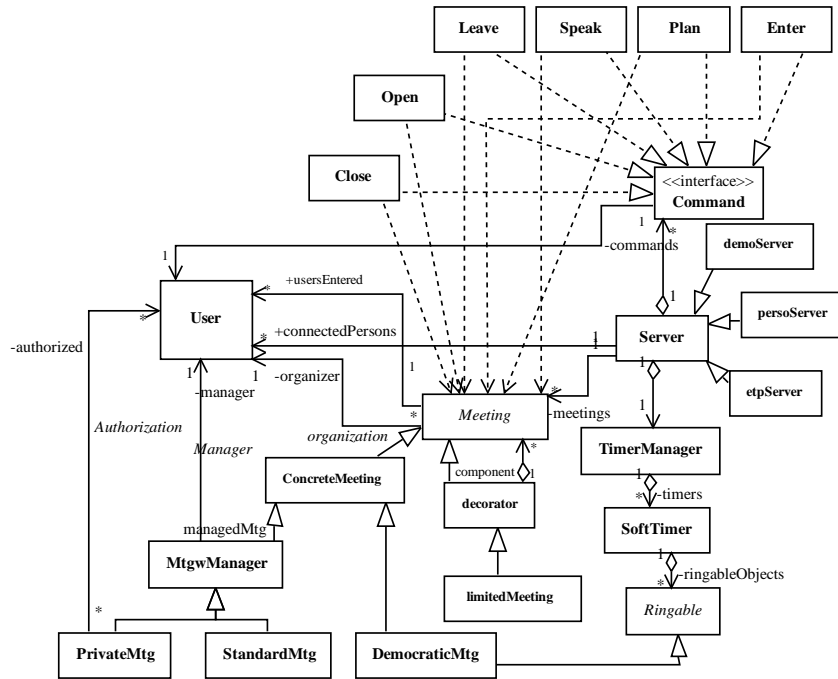 Leave
Speak
Plan
Enter
Open
Close
<<interface>>
Command
1
*
-commands
demoServer
1
+usersEntered
*
*
1
persoServer
User
Server
-authorized
*
+connectedPersons
1
1
1
1
-organizer
1
-manager
1
*
*
-meetings
1
etpServer
Meeting
Authorization
Manager
organization
TimerManager
ConcreteMeeting
component
*
1
1
*
-timers
decorator
SoftTimer
managedMtg
1
-ringableObjects
*
MtgwManager
limitedMeeting
Ringable
*
PrivateMtg
StandardMtg
DemocraticMtg